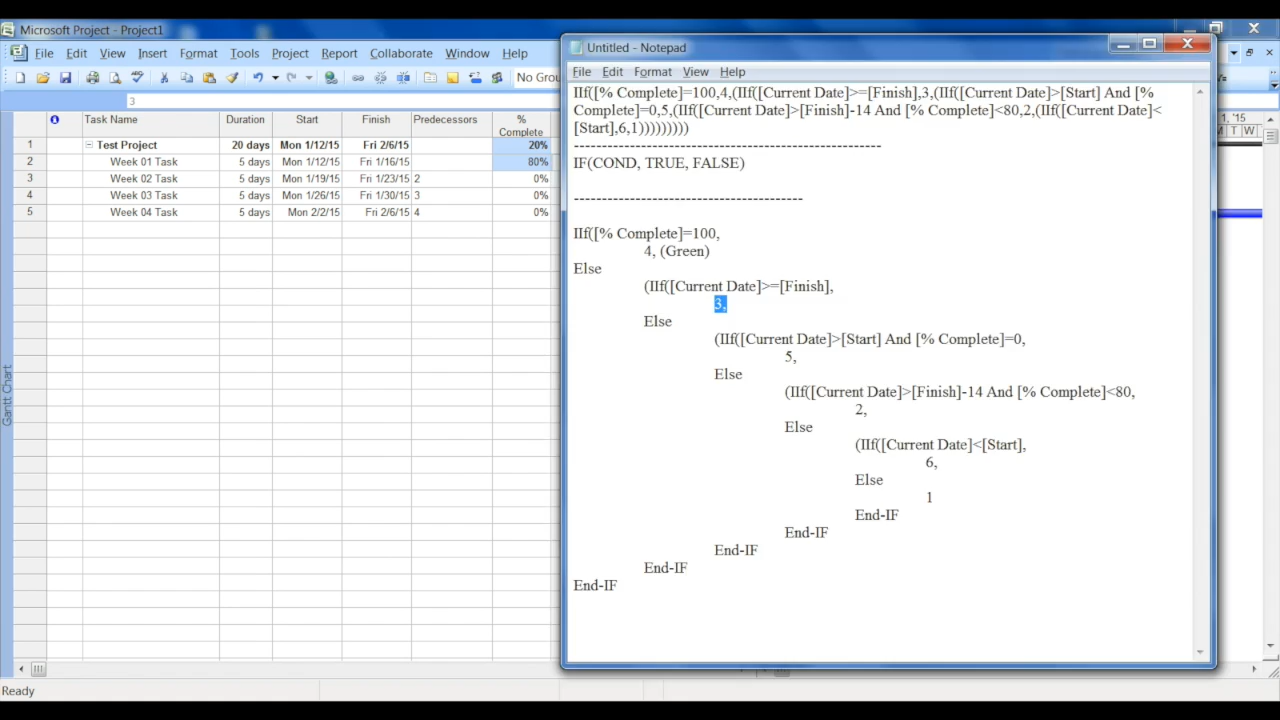 Microsoft Project - Project1
File Edit View Insert Format Tools Project Report Collaborate Window Help
No Grou
3
Task Name Duration Start Finish Predecessors % Complete
1 Test Project 20 days Mon 1/12/15 Fri 2/6/15 20%
2 Week 01 Task 5 days Mon 1/12/15 Fri 1/16/15 80%
3 Week 02 Task 5 days Mon 1/19/15 Fri 1/23/15 2 0%
4 Week 03 Task 5 days Mon 1/26/15 Fri 1/30/15 3 0%
5 Week 04 Task 5 days Mon 2/2/15 Fri 2/6/15 4 0%
Gantt Chart
Ready
Untitled - Notepad
File Edit Format View Help
IIf([% Complete]=100,4,(IIf([Current Date]>=[Finish],3,(IIf([Current Date]>[Start] And [%
Complete]=0,5,(IIf([Current Date]>[Finish]-14 And [% Complete]<80,2,(IIf([Current Date]<
[Start],6,1)))))))))
-------------------------------------------------------
IF(COND, TRUE, FALSE)
-----------------------------------------
IIf([% Complete]=100,
4, (Green)
Else
(IIf([Current Date]>=[Finish],
3,
Else
(IIf([Current Date]>[Start] And [% Complete]=0,
5,
Else
(IIf([Current Date]>[Finish]-14 And [% Complete]<80,
2,
Else
(IIf([Current Date]<[Start],
6,
Else
1
End-IF
End-IF
End-IF
End-IF
End-IF
1, '15
M T W